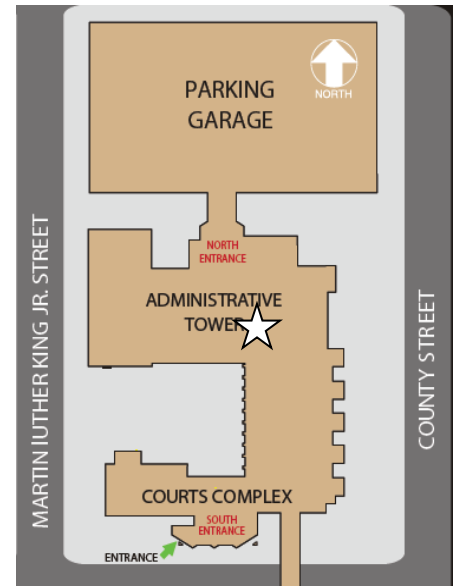 PARKING
GARAGE
NORTH
NORTH
ENTRANCE
ADMINISTRATIVE
TOWER
MARTIN LUTHER KING JR. STREET
COUNTY STREET
COURTS COMPLEX
SOUTH
ENTRANCE
ENTRANCE